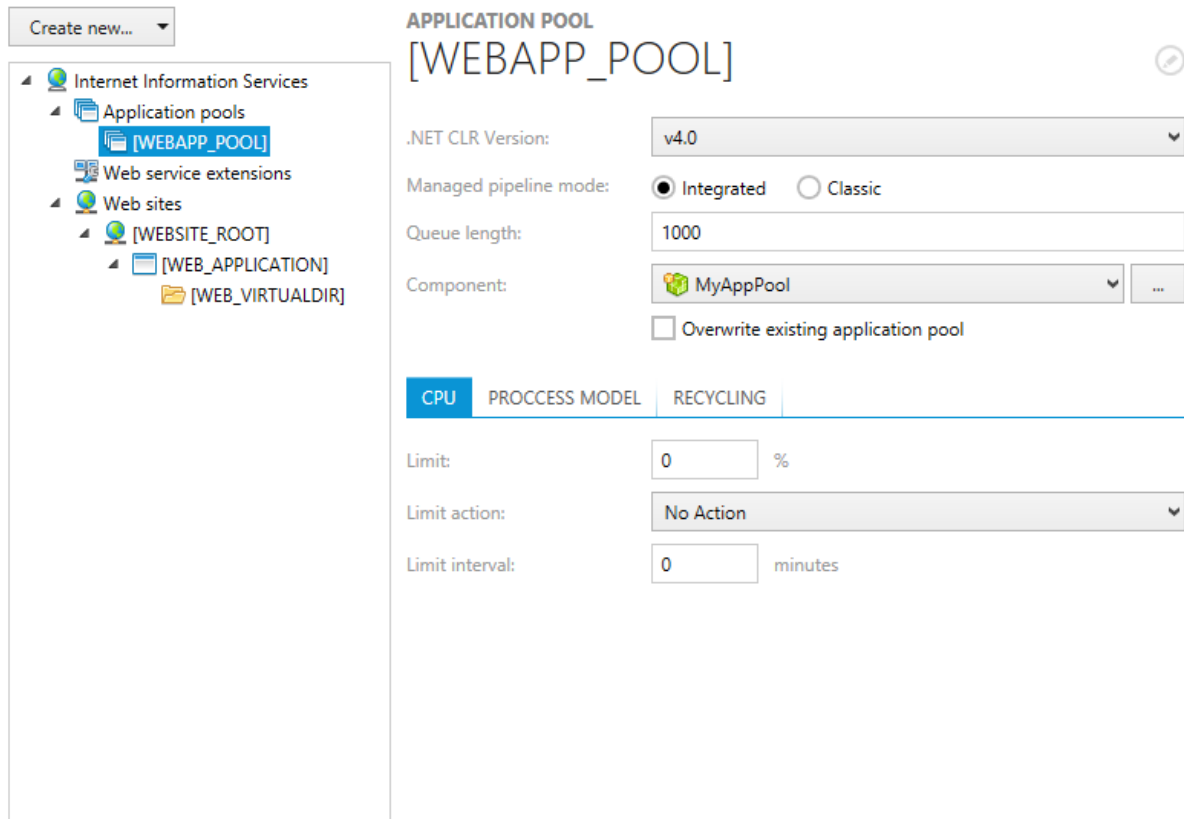 Create new...
Internet Information Services
Application pools
[WEBAPP_POOL]
Web service extensions
Web sites
[WEBSITE_ROOT]
[WEB_APPLICATION]
[WEB_VIRTUALDIR]
APPLICATION POOL
[WEBAPP_POOL]
.NET CLR Version: v4.0
Managed pipeline mode: Integrated Classic
Queue length: 1000
Component: MyAppPool ...
Overwrite existing application pool
CPU PROCCESS MODEL RECYCLING
Limit: 0 %
Limit action: No Action
Limit interval: 0 minutes